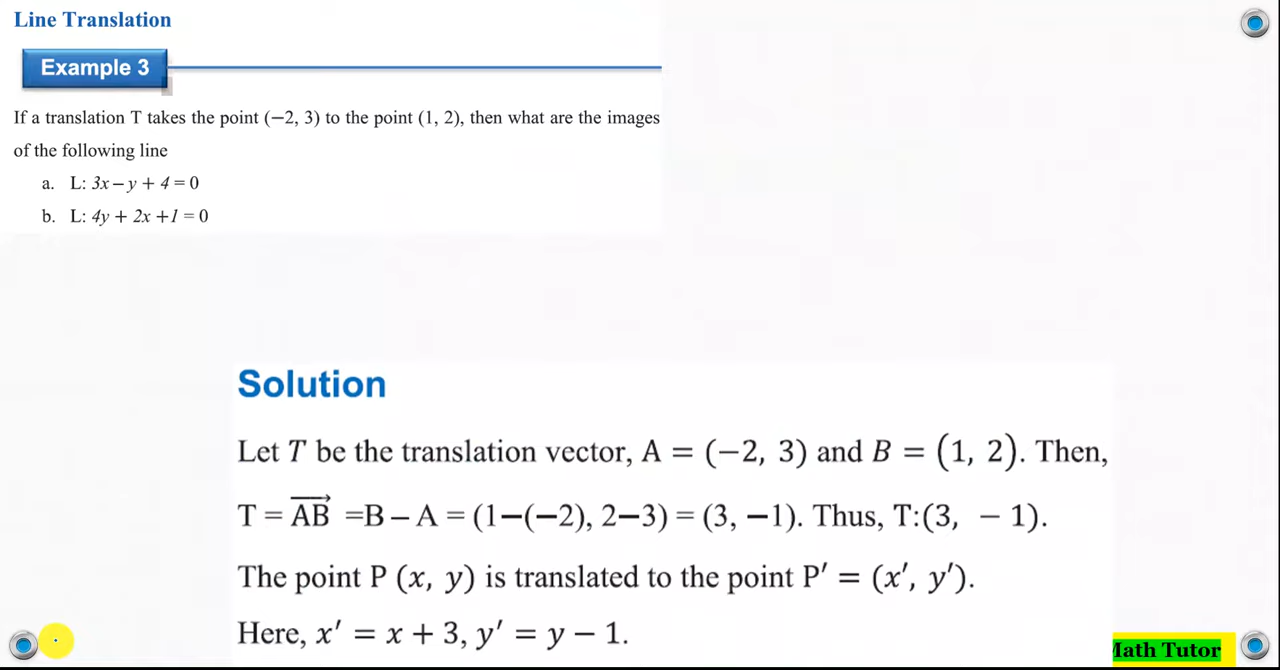 Line Translation
Example 3
If a translation T takes the point (−2, 3) to the point (1, 2), then what are the images
of the following line
a. L: 3x – y + 4 = 0
b. L: 4y + 2x +1 = 0
Solution
Let T be the translation vector, A = (−2, 3) and B = (1, 2). Then,
T = \overrightarrow{AB} =B – A = (1−(−2), 2−3) = (3, −1). Thus, T:(3, − 1).
The point P (x, y) is translated to the point P′ = (x′, y′).
Here, x′ = x + 3, y′ = y − 1.
Tutor